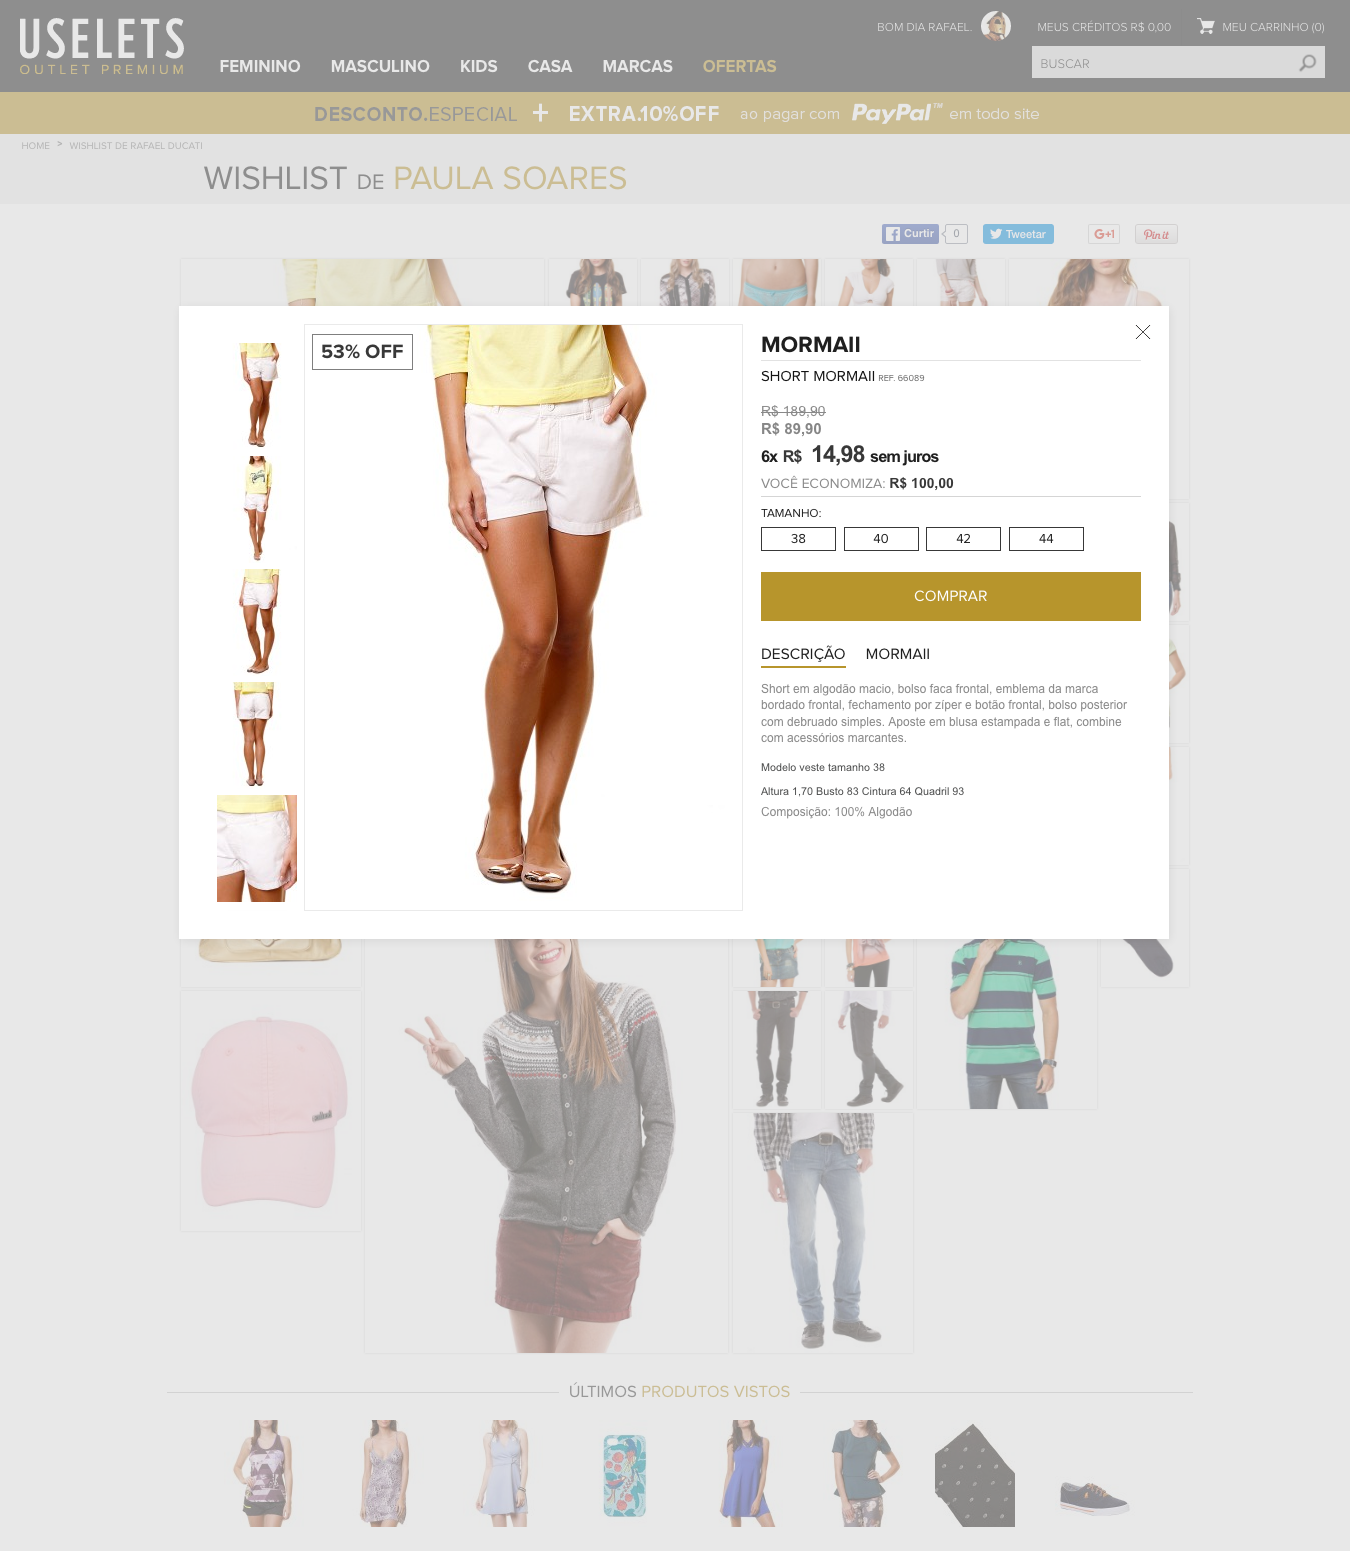 USELETS
OUTLET PREMIUM
FEMININO MASCULINO KIDS CASA MARCAS OFERTAS
BOM DIA RAFAEL. MEUS CRÉDITOS R$ 0,00 MEU CARRINHO (0)
BUSCAR
DESCONTO.ESPECIAL + EXTRA.10%OFF ao pagar com PayPal™ em todo site
HOME > WISHLIST DE RAFAEL DUCATI
WISHLIST DE PAULA SOARES
Curtir 0 Tweetar G+1 Pin it
53% OFF
MORMAII
SHORT MORMAII REF. 66089
R$ 189,90
R$ 89,90
6x R$ 14,98 sem juros
VOCÊ ECONOMIZA: R$ 100,00
TAMANHO:
38 40 42 44
COMPRAR
DESCRIÇÃO MORMAII
Short em algodão macio, bolso faca frontal, emblema da marca
bordado frontal, fechamento por zíper e botão frontal, bolso posterior
com debruado simples. Aposte em blusa estampada e flat, combine
com acessórios marcantes.
Modelo veste tamanho 38
Altura 1,70 Busto 83 Cintura 64 Quadril 93
Composição: 100% Algodão
ÚLTIMOS PRODUTOS VISTOS